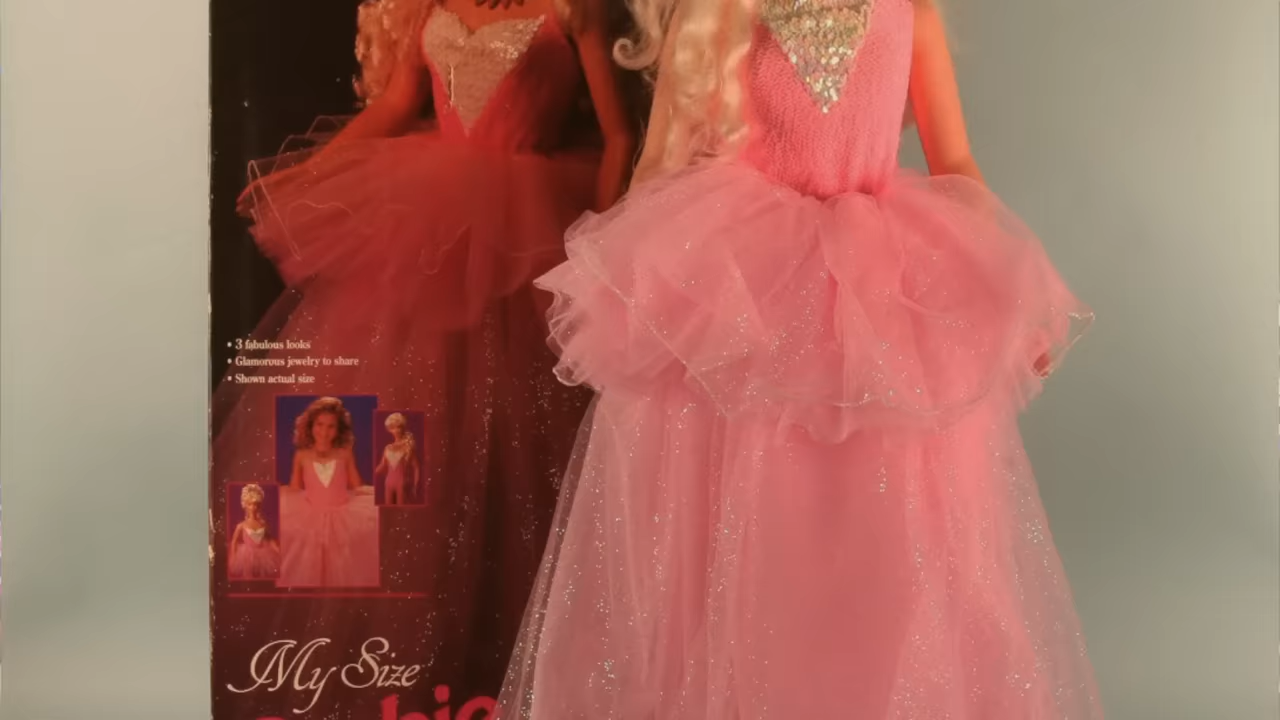 • 3 fabulous looks
• Glamorous jewelry to share
• Shown actual size
My Size